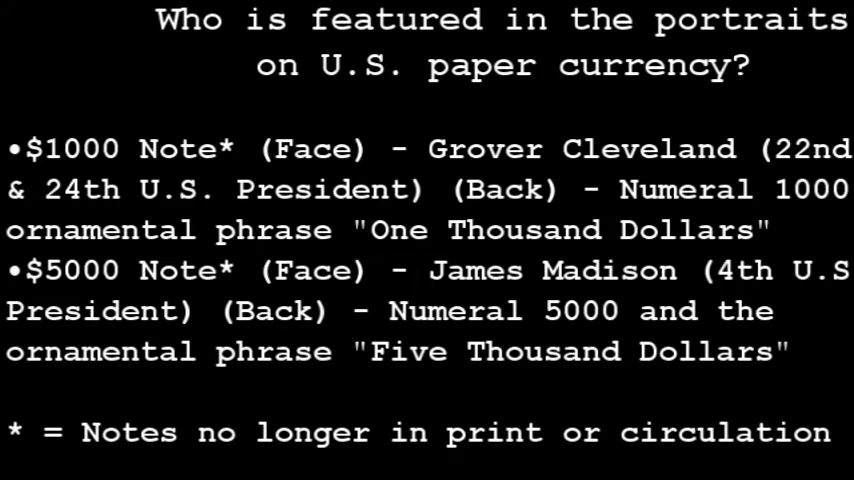 Who is featured in the portraits
on U.S. paper currency?
•$1000 Note* (Face) - Grover Cleveland (22nd
& 24th U.S. President) (Back) - Numeral 1000
ornamental phrase "One Thousand Dollars"
•$5000 Note* (Face) - James Madison (4th U.S
President) (Back) - Numeral 5000 and the
ornamental phrase "Five Thousand Dollars"
* = Notes no longer in print or circulation